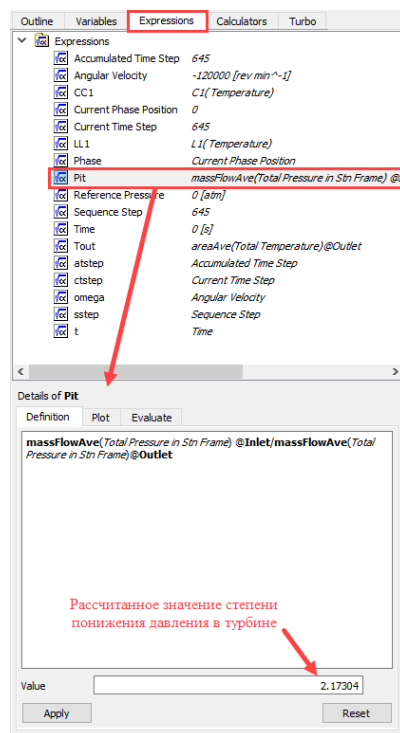 Outline Variables Expressions Calculators Turbo
Expressions
Accumulated Time Step 645
Angular Velocity -120000 [rev min^-1]
CC1 C1(Temperature)
Current Phase Position 0
Current Time Step 645
LL1 L1(Temperature)
Phase Current Phase Position
Pit massFlowAve(Total Pressure in Stn Frame) @
Reference Pressure 0 [atm]
Sequence Step 645
Time 0 [s]
Tout areaAve(Total Temperature)@Outlet
atstep Accumulated Time Step
ctstep Current Time Step
omega Angular Velocity
sstep Sequence Step
t Time
Details of Pit
Definition Plot Evaluate
massFlowAve(Total Pressure in Stn Frame) @Inlet/massFlowAve(Total
Pressure in Stn Frame)@Outlet
Рассчитанное значение степени
понижения давления в турбине
Value 2.17304
Apply Reset